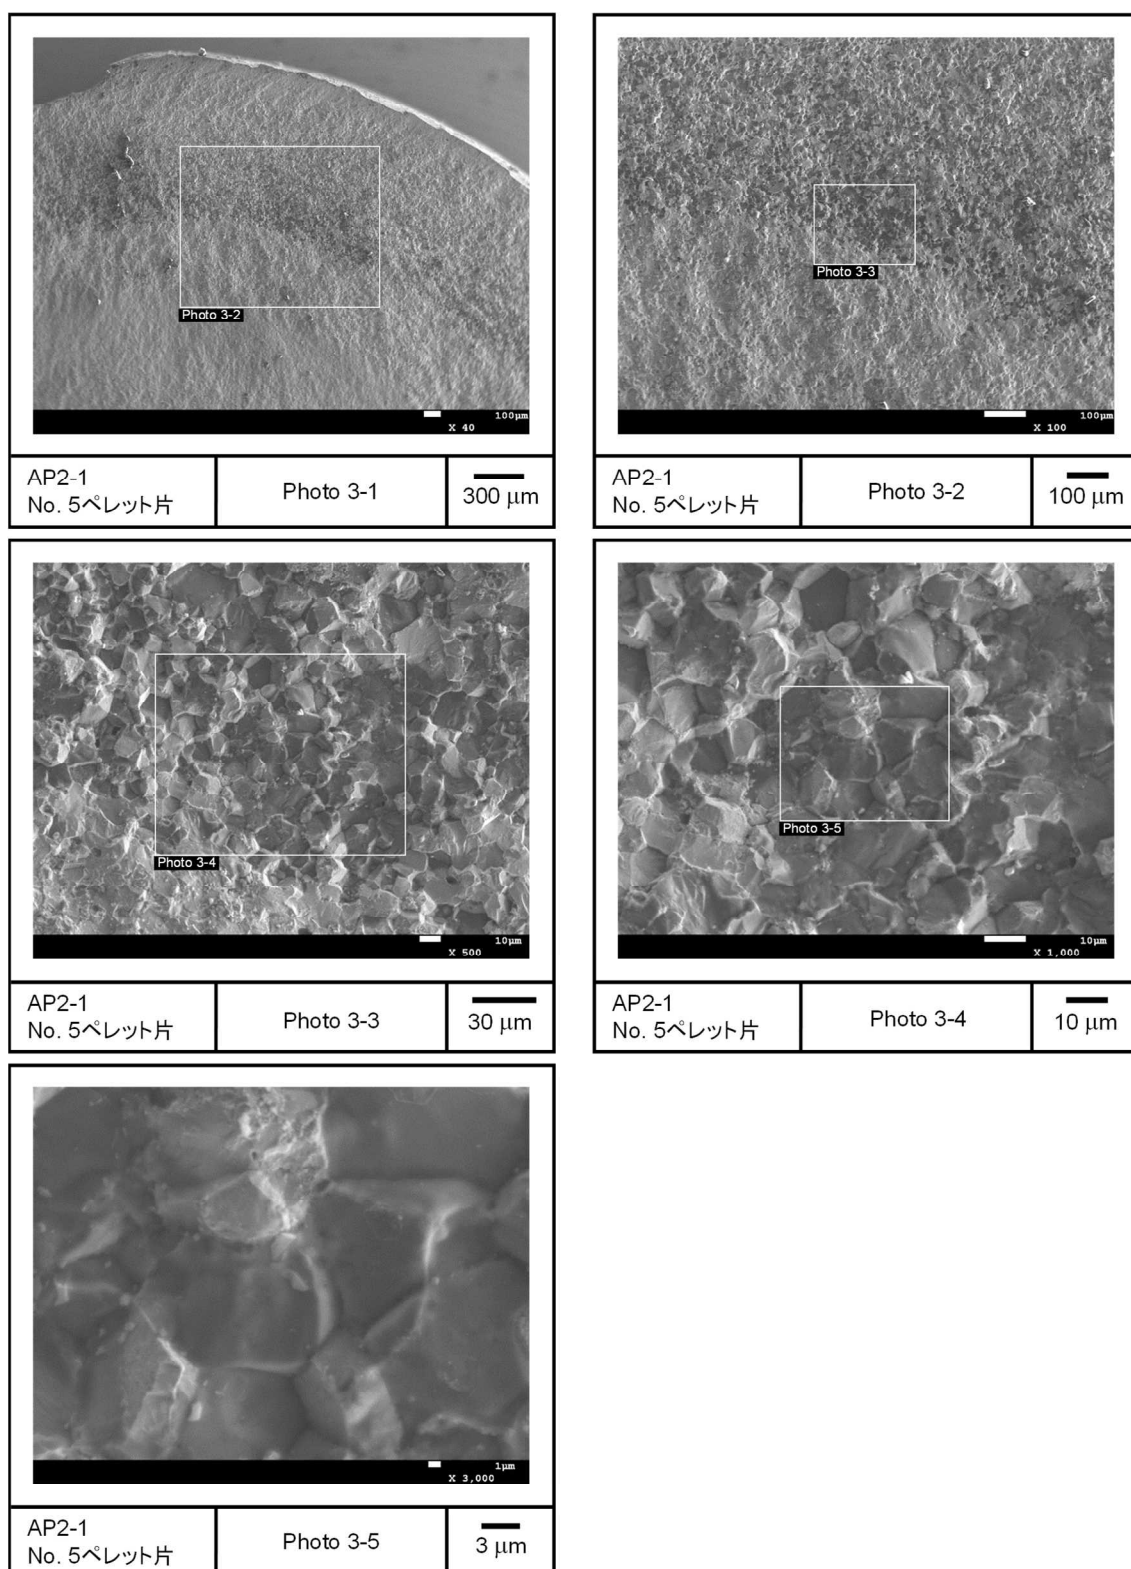 Photo 3-2
100μm
X 40
AP2-1
No. 5ペレット片
Photo 3-1
300 μm
Photo 3-3
100μm
X 100
AP2-1
No. 5ペレット片
Photo 3-2
100 μm
Photo 3-4
10μm
X 500
AP2-1
No. 5ペレット片
Photo 3-3
30 μm
Photo 3-5
10μm
X 1,000
AP2-1
No. 5ペレット片
Photo 3-4
10 μm
1μm
X 3,000
AP2-1
No. 5ペレット片
Photo 3-5
3 μm